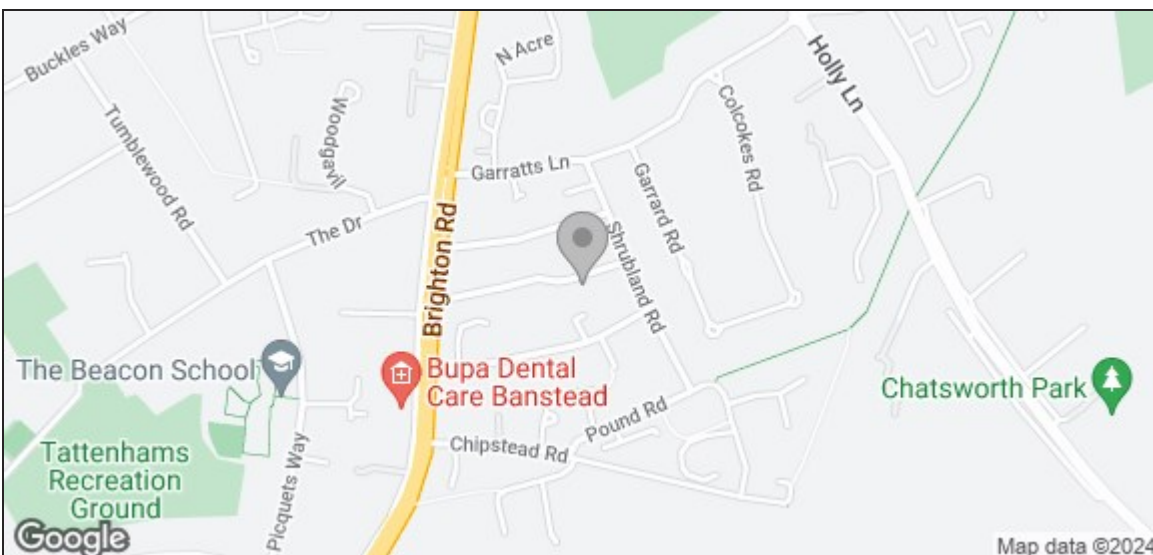 Buckles Way
Tumblewood Rd
Woodgavil
N Acre
Holly Ln
Colcokes Rd
Garratts Ln
Garrard Rd
The Dr
Shrubland Rd
Brighton Rd
The Beacon School
Bupa Dental
Care Banstead
Chatsworth Park
Pound Rd
Chipstead Rd
Tattenhams
Recreation
Ground
Picquets Way
Google
Map data ©2024